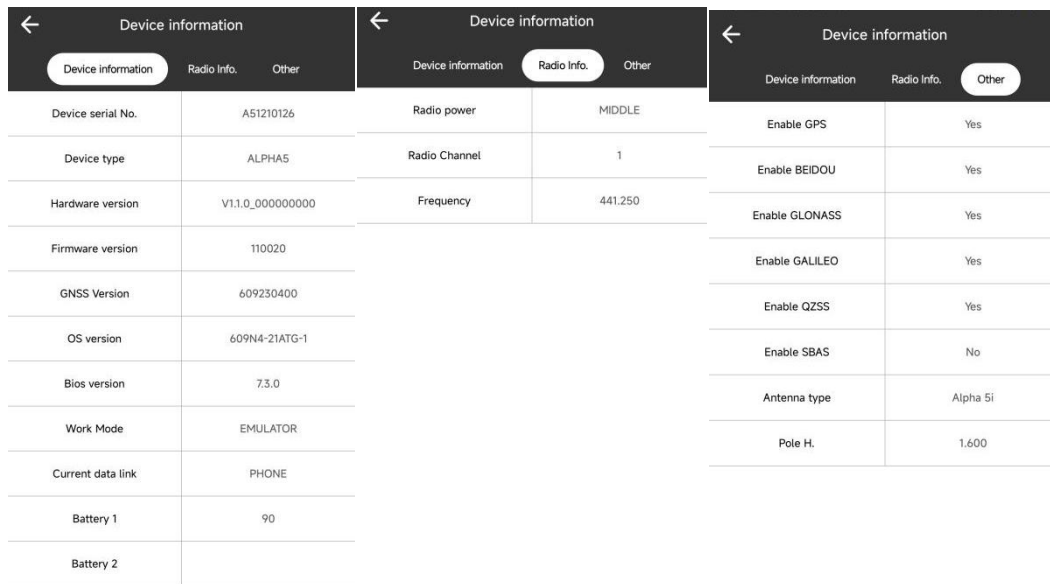 Device information
Device information Radio Info. Other
Device serial No. A51210126
Device type ALPHA5
Hardware version V1.1.0_000000000
Firmware version 110020
GNSS Version 609230400
OS version 609N4-21ATG-1
Bios version 7.3.0
Work Mode EMULATOR
Current data link PHONE
Battery 1 90
Battery 2
Device information
Device information Radio Info. Other
Radio power MIDDLE
Radio Channel 1
Frequency 441.250
Device information
Device information Radio Info. Other
Enable GPS Yes
Enable BEIDOU Yes
Enable GLONASS Yes
Enable GALILEO Yes
Enable QZSS Yes
Enable SBAS No
Antenna type Alpha 5i
Pole H. 1.600